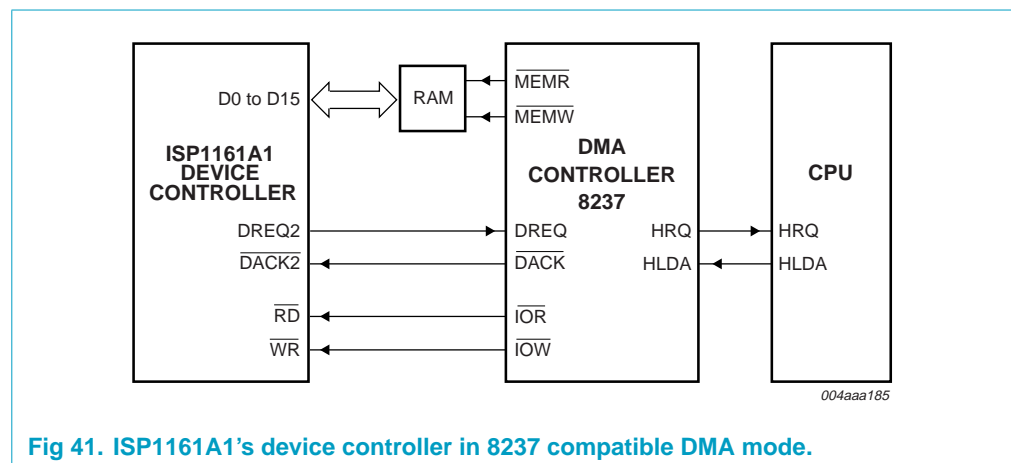 D0 to D15
RAM
MEMR
MEMW
ISP1161A1
DEVICE
CONTROLLER
DMA
CONTROLLER
8237
CPU
DREQ2
DREQ
HRQ
HRQ
DACK2
DACK
HLDA
HLDA
RD
IOR
WR
IOW
004aaa185
Fig 41. ISP1161A1's device controller in 8237 compatible DMA mode.